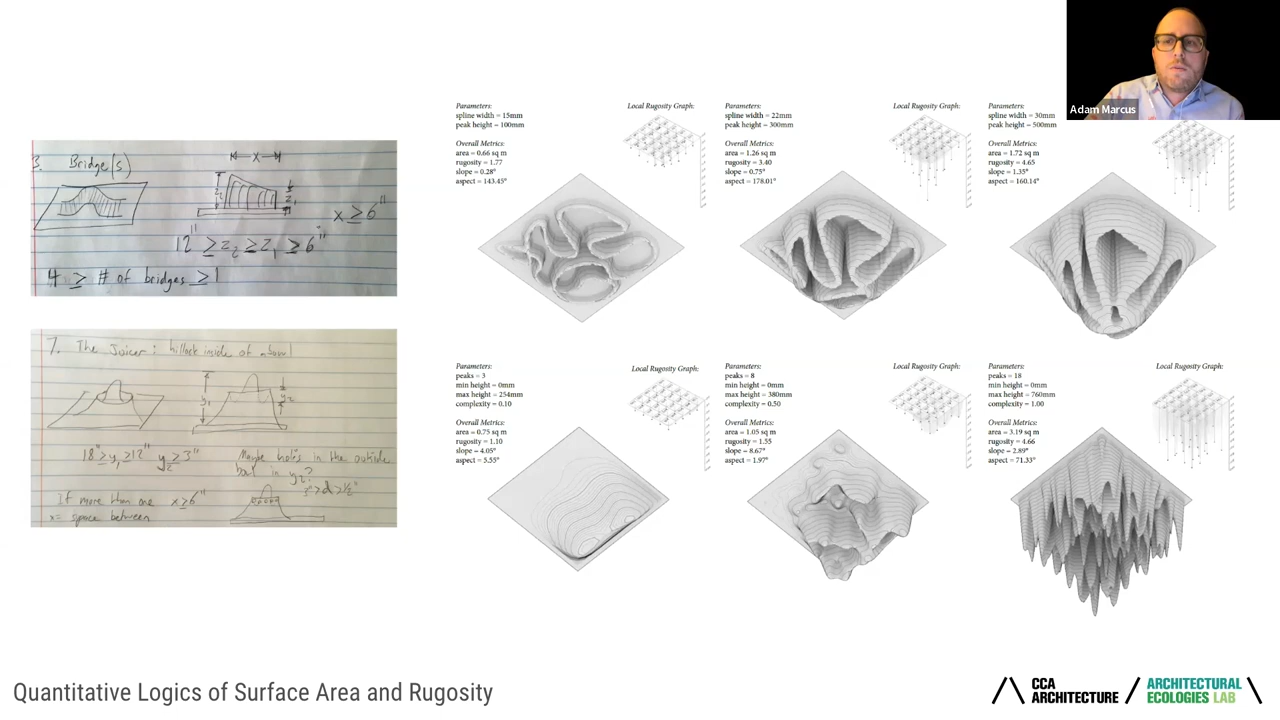 Adam Marcus
3. Bridge(s)
x
z2
z1
x ≥ 6"
12" ≥ z2 ≥ z1 ≥ 6"
4 ≥ # of bridges ≥ 1
7. The Juicer: hillock inside of a bowl
y1
y2
18" ≥ y1 ≥ 12" y2 ≥ 3"
Maybe holes in the outside
but in y2?
If more than one x ≥ 6"
x = space between
Parameters:
spline width = 15mm
peak height = 100mm
Overall Metrics:
area = 0.66 sq m
rugosity = 1.77
slope = 0.28°
aspect = 143.45°
Local Rugosity Graph:
Parameters:
spline width = 22mm
peak height = 300mm
Overall Metrics:
area = 1.26 sq m
rugosity = 3.40
slope = 0.75°
aspect = 178.01°
Local Rugosity Graph:
Parameters:
spline width = 30mm
peak height = 500mm
Overall Metrics:
area = 1.72 sq m
rugosity = 4.65
slope = 1.35°
aspect = 160.14°
Parameters:
peaks = 3
min height = 0mm
max height = 254mm
complexity = 0.10
Overall Metrics:
area = 0.75 sq m
rugosity = 1.10
slope = 4.05°
aspect = 5.55°
Local Rugosity Graph:
Parameters:
peaks = 8
min height = 0mm
max height = 380mm
complexity = 0.50
Overall Metrics:
area = 1.05 sq m
rugosity = 1.55
slope = 8.67°
aspect = 1.97°
Local Rugosity Graph:
Parameters:
peaks = 18
min height = 0mm
max height = 760mm
complexity = 1.00
Overall Metrics:
area = 3.19 sq m
rugosity = 4.66
slope = 2.89°
aspect = 71.33°
Local Rugosity Graph:
Quantitative Logics of Surface Area and Rugosity
CCA
ARCHITECTURE
ARCHITECTURAL
ECOLOGIES LAB